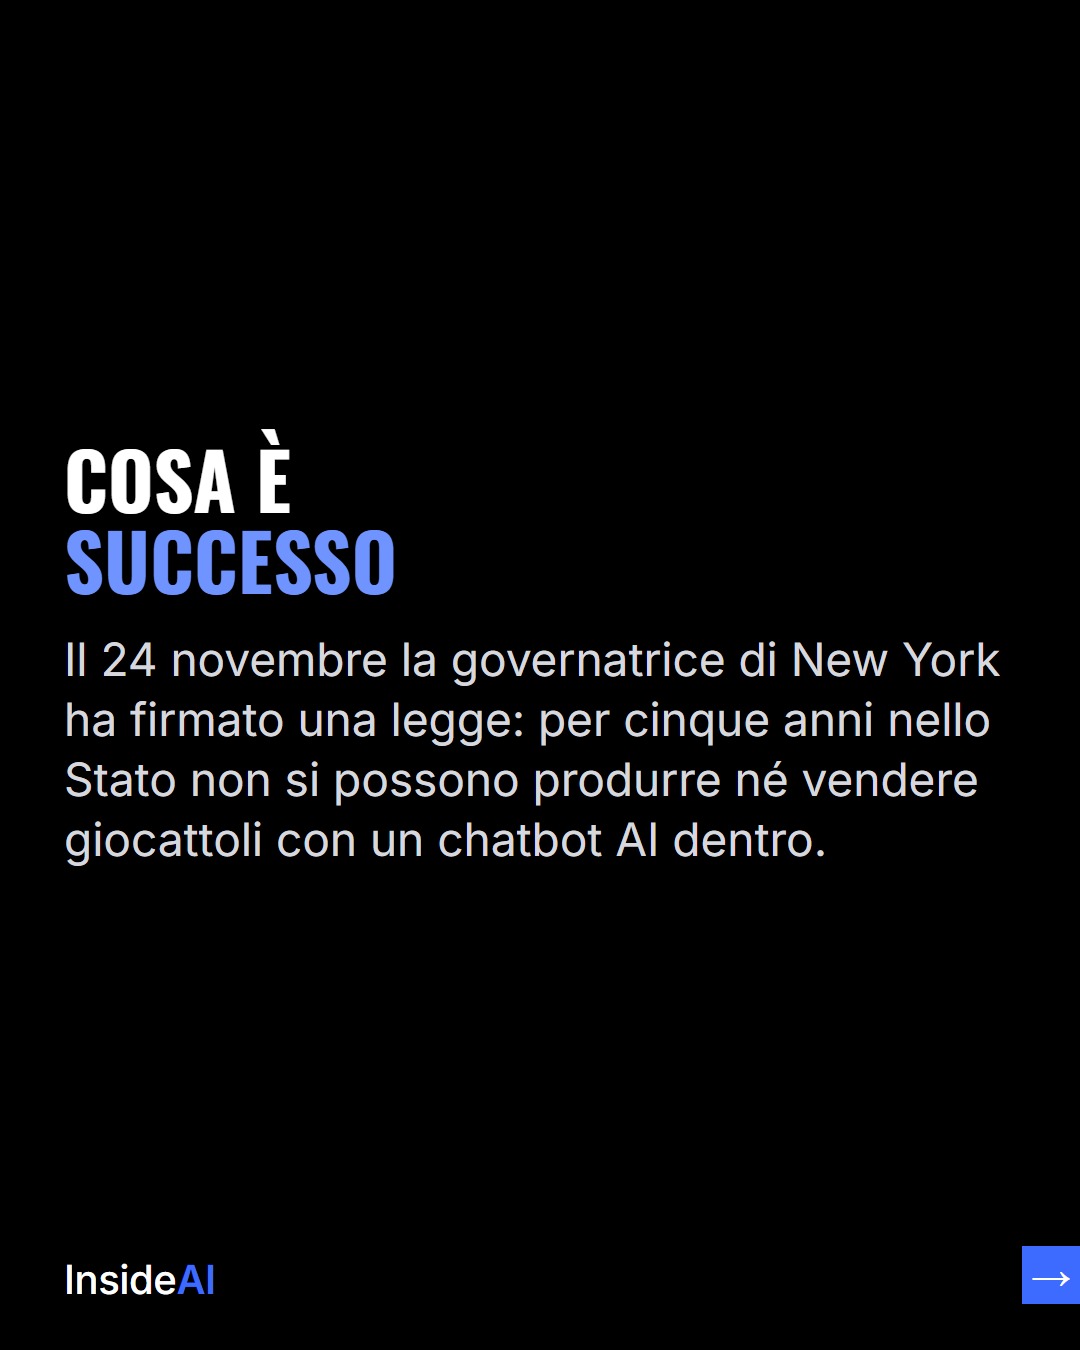 COSA È
SUCCESSO
Il 24 novembre la governatrice di New York
ha firmato una legge: per cinque anni nello
Stato non si possono produrre né vendere
giocattoli con un chatbot AI dentro.
InsideAI
→